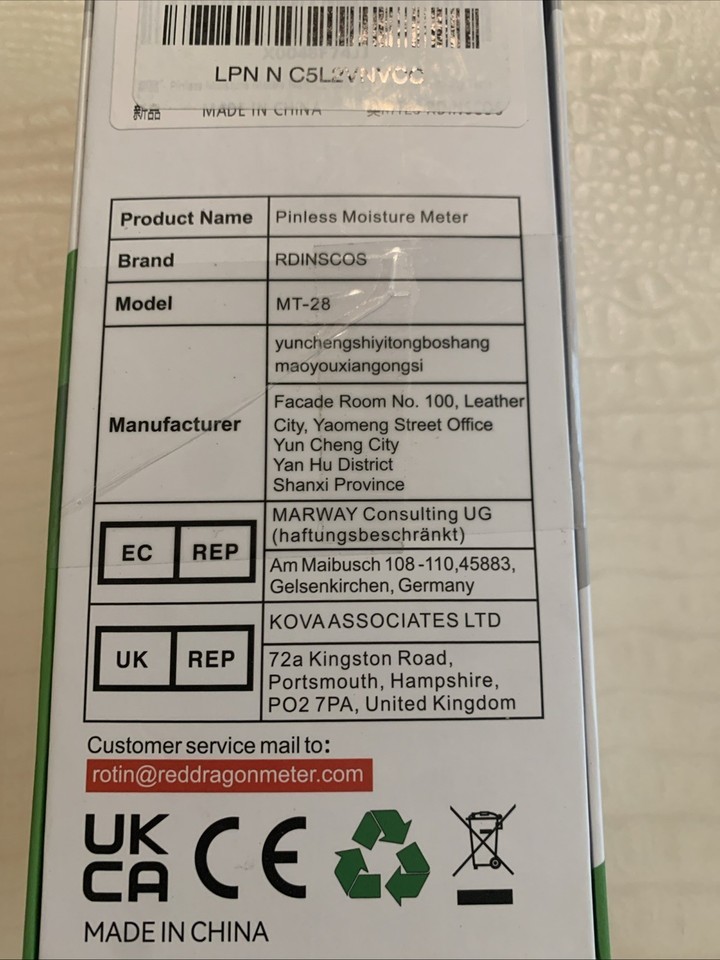 LPN N C5L2VNVCC
新品 MADE IN CHINA RDINSCOS
Product Name Pinless Moisture Meter
Brand RDINSCOS
Model MT-28
Manufacturer
yunchengshiyitongboshang
maoyouxiangongsi
Facade Room No. 100, Leather
City, Yaomeng Street Office
Yun Cheng City
Yan Hu District
Shanxi Province
EC REP
MARWAY Consulting UG
(haftungsbeschränkt)
Am Maibusch 108-110,45883,
Gelsenkirchen, Germany
UK REP
KOVA ASSOCIATES LTD
72a Kingston Road,
Portsmouth, Hampshire,
PO2 7PA, United Kingdom
Customer service mail to:
rotin@reddragonmeter.com
UK
CA CE
MADE IN CHINA